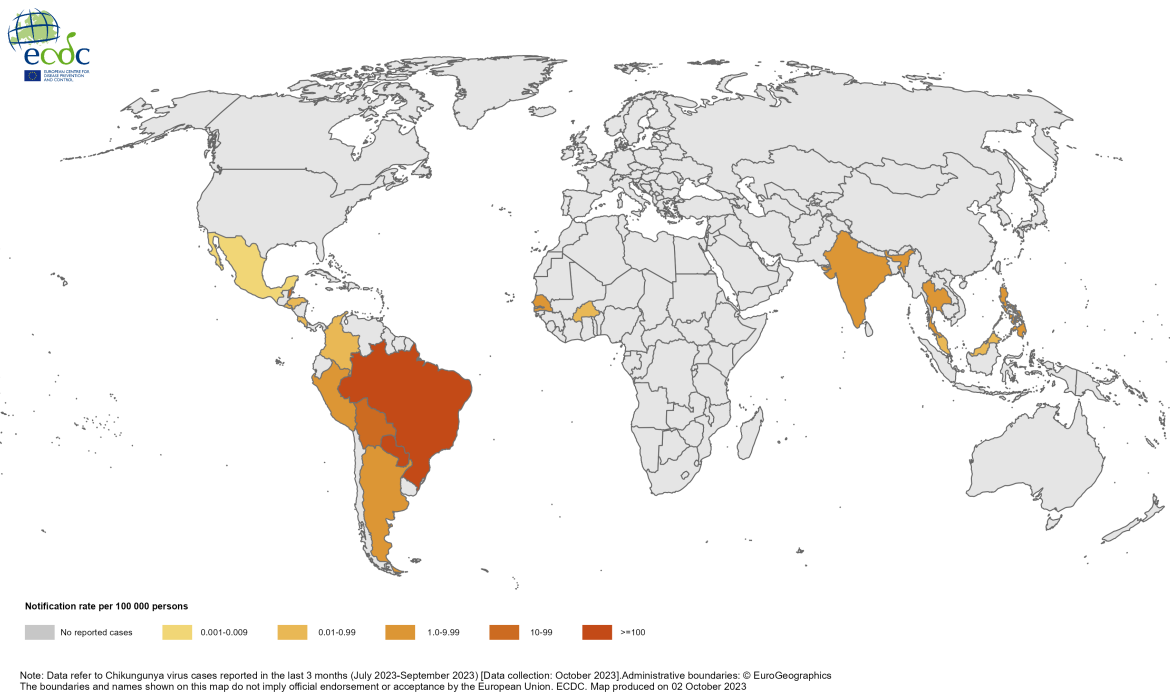 ecdc
EUROPEAN CENTRE FOR
DISEASE PREVENTION
AND CONTROL
Notification rate per 100 000 persons
No reported cases
0.001-0.009
0.01-0.99
1.0-9.99
10-99
>=100
Note: Data refer to Chikungunya virus cases reported in the last 3 months (July 2023-September 2023) [Data collection: October 2023].Administrative boundaries: © EuroGeographics
The boundaries and names shown on this map do not imply official endorsement or acceptance by the European Union. ECDC. Map produced on 02 October 2023